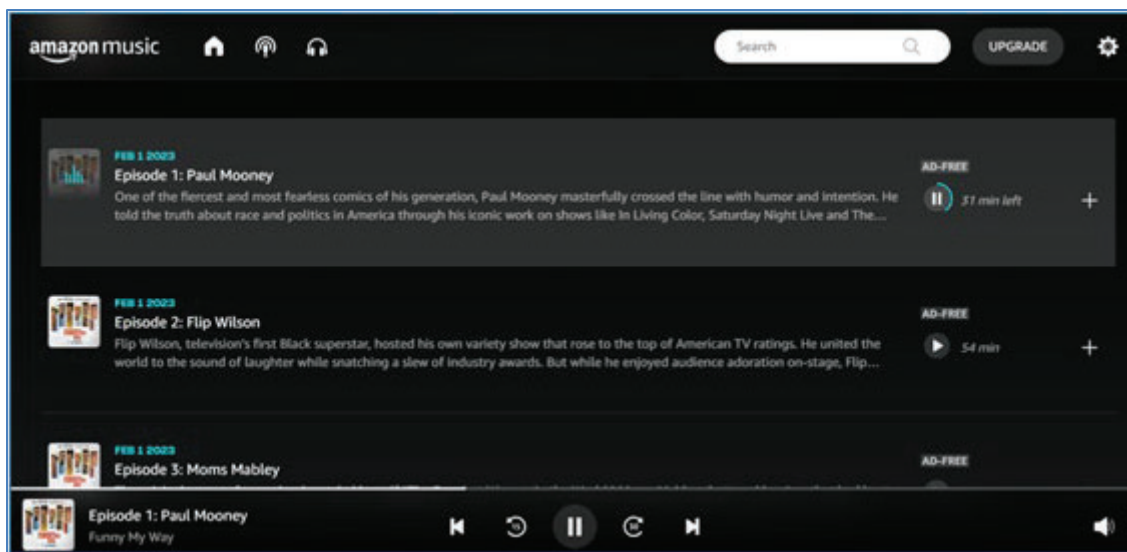 amazon music
Search
UPGRADE
FEB 1 2023
Episode 1: Paul Mooney
One of the fiercest and most fearless comics of his generation, Paul Mooney masterfully crossed the line with humor and intention. He
told the truth about race and politics in America through his iconic work on shows like In Living Color, Saturday Night Live and The...
AD-FREE
51 min left
FEB 1 2023
Episode 2: Flip Wilson
Flip Wilson, television's first Black superstar, hosted his own variety show that rose to the top of American TV ratings. He united the
world to the sound of laughter while snatching a slew of industry awards. But while he enjoyed audience adoration on-stage, Flip...
AD-FREE
54 min
FEB 1 2023
Episode 3: Moms Mabley
AD-FREE
Episode 1: Paul Mooney
Funny My Way